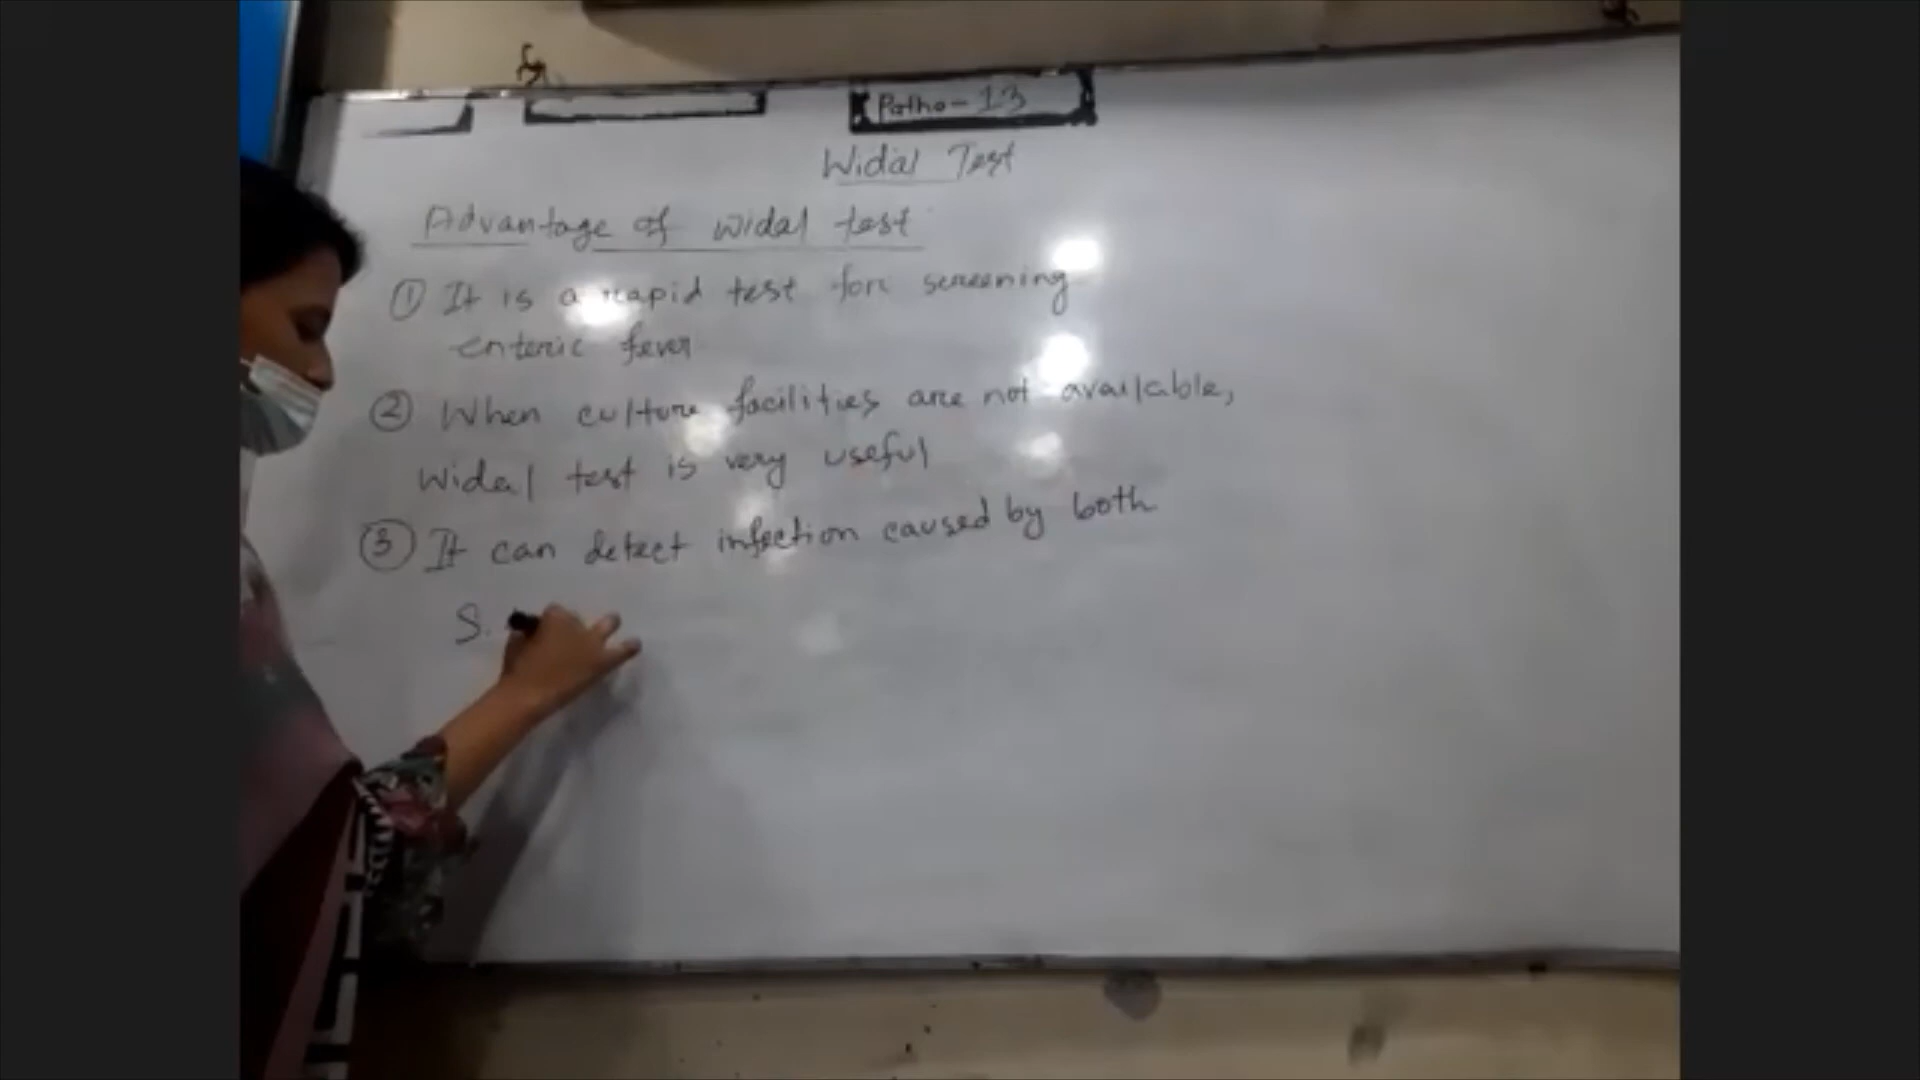 Patho-13
Widal Test
Advantage of widal test
① It is a rapid test for screening
enteric fever
② When culture facilities are not available,
Widal test is very useful
③ It can detect infection caused by both
S.